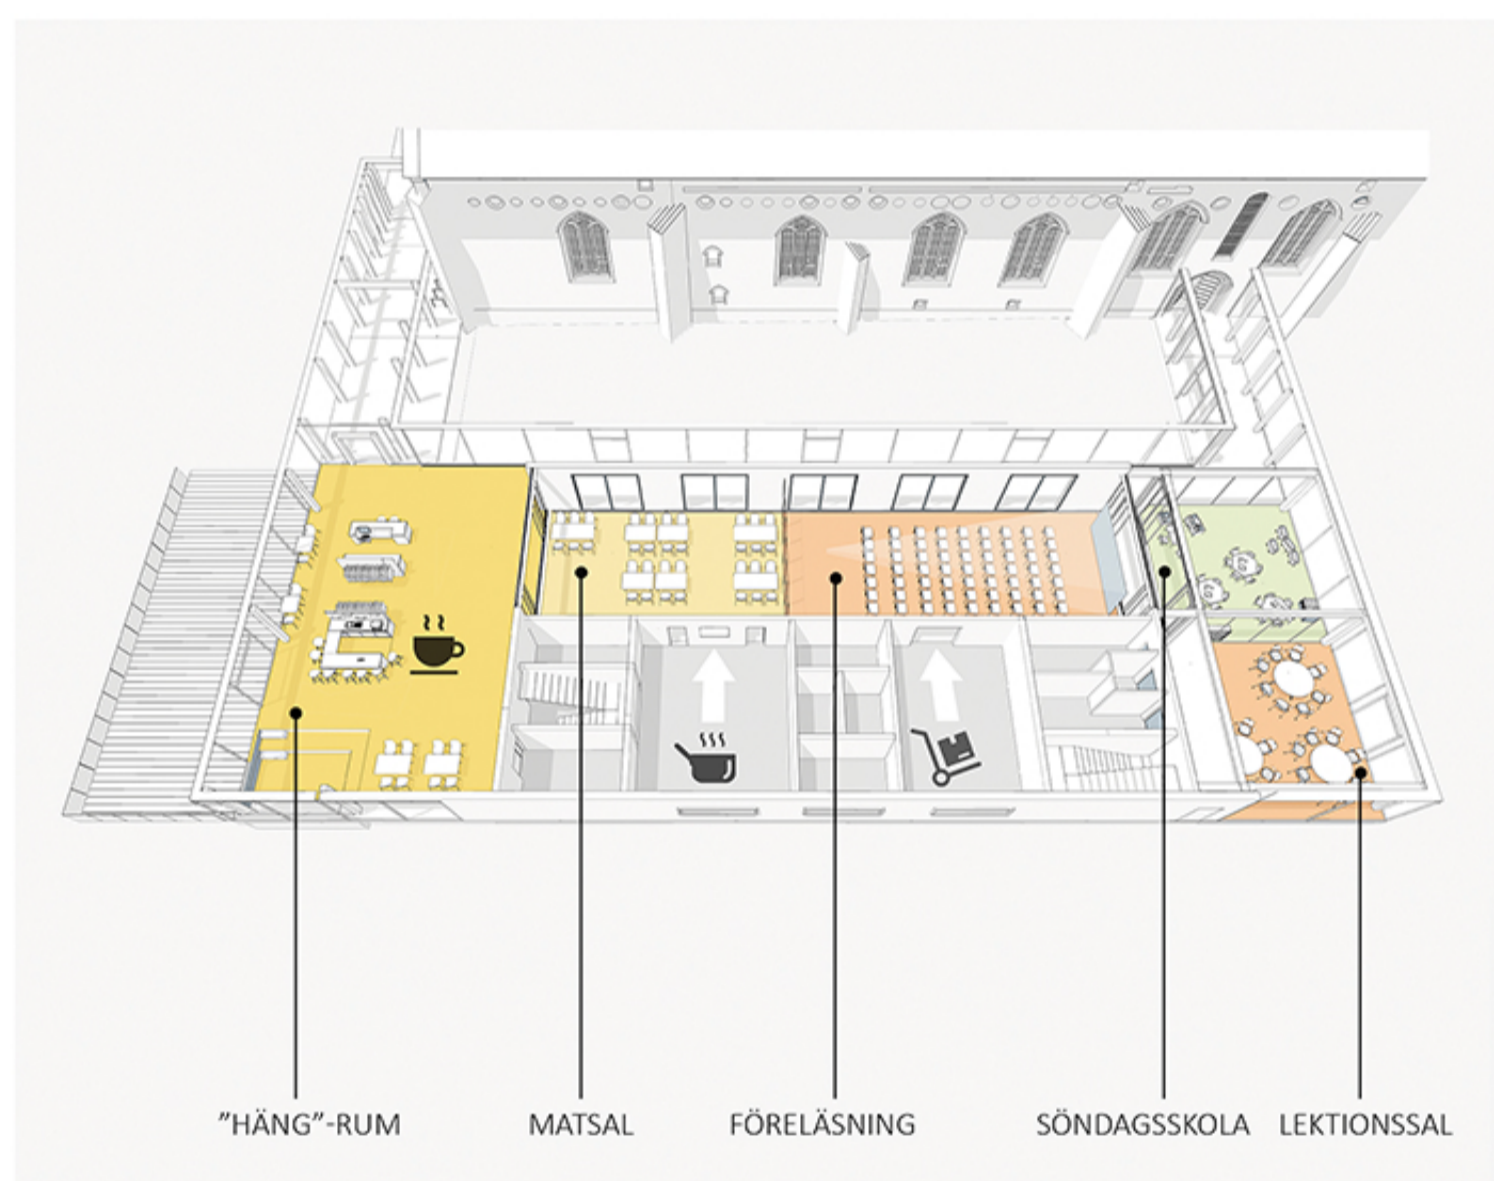 ”HÄNG”-RUM
MATSAL
FÖRELÄSNING
SÖNDAGSSKOLA
LEKTIONSSAL